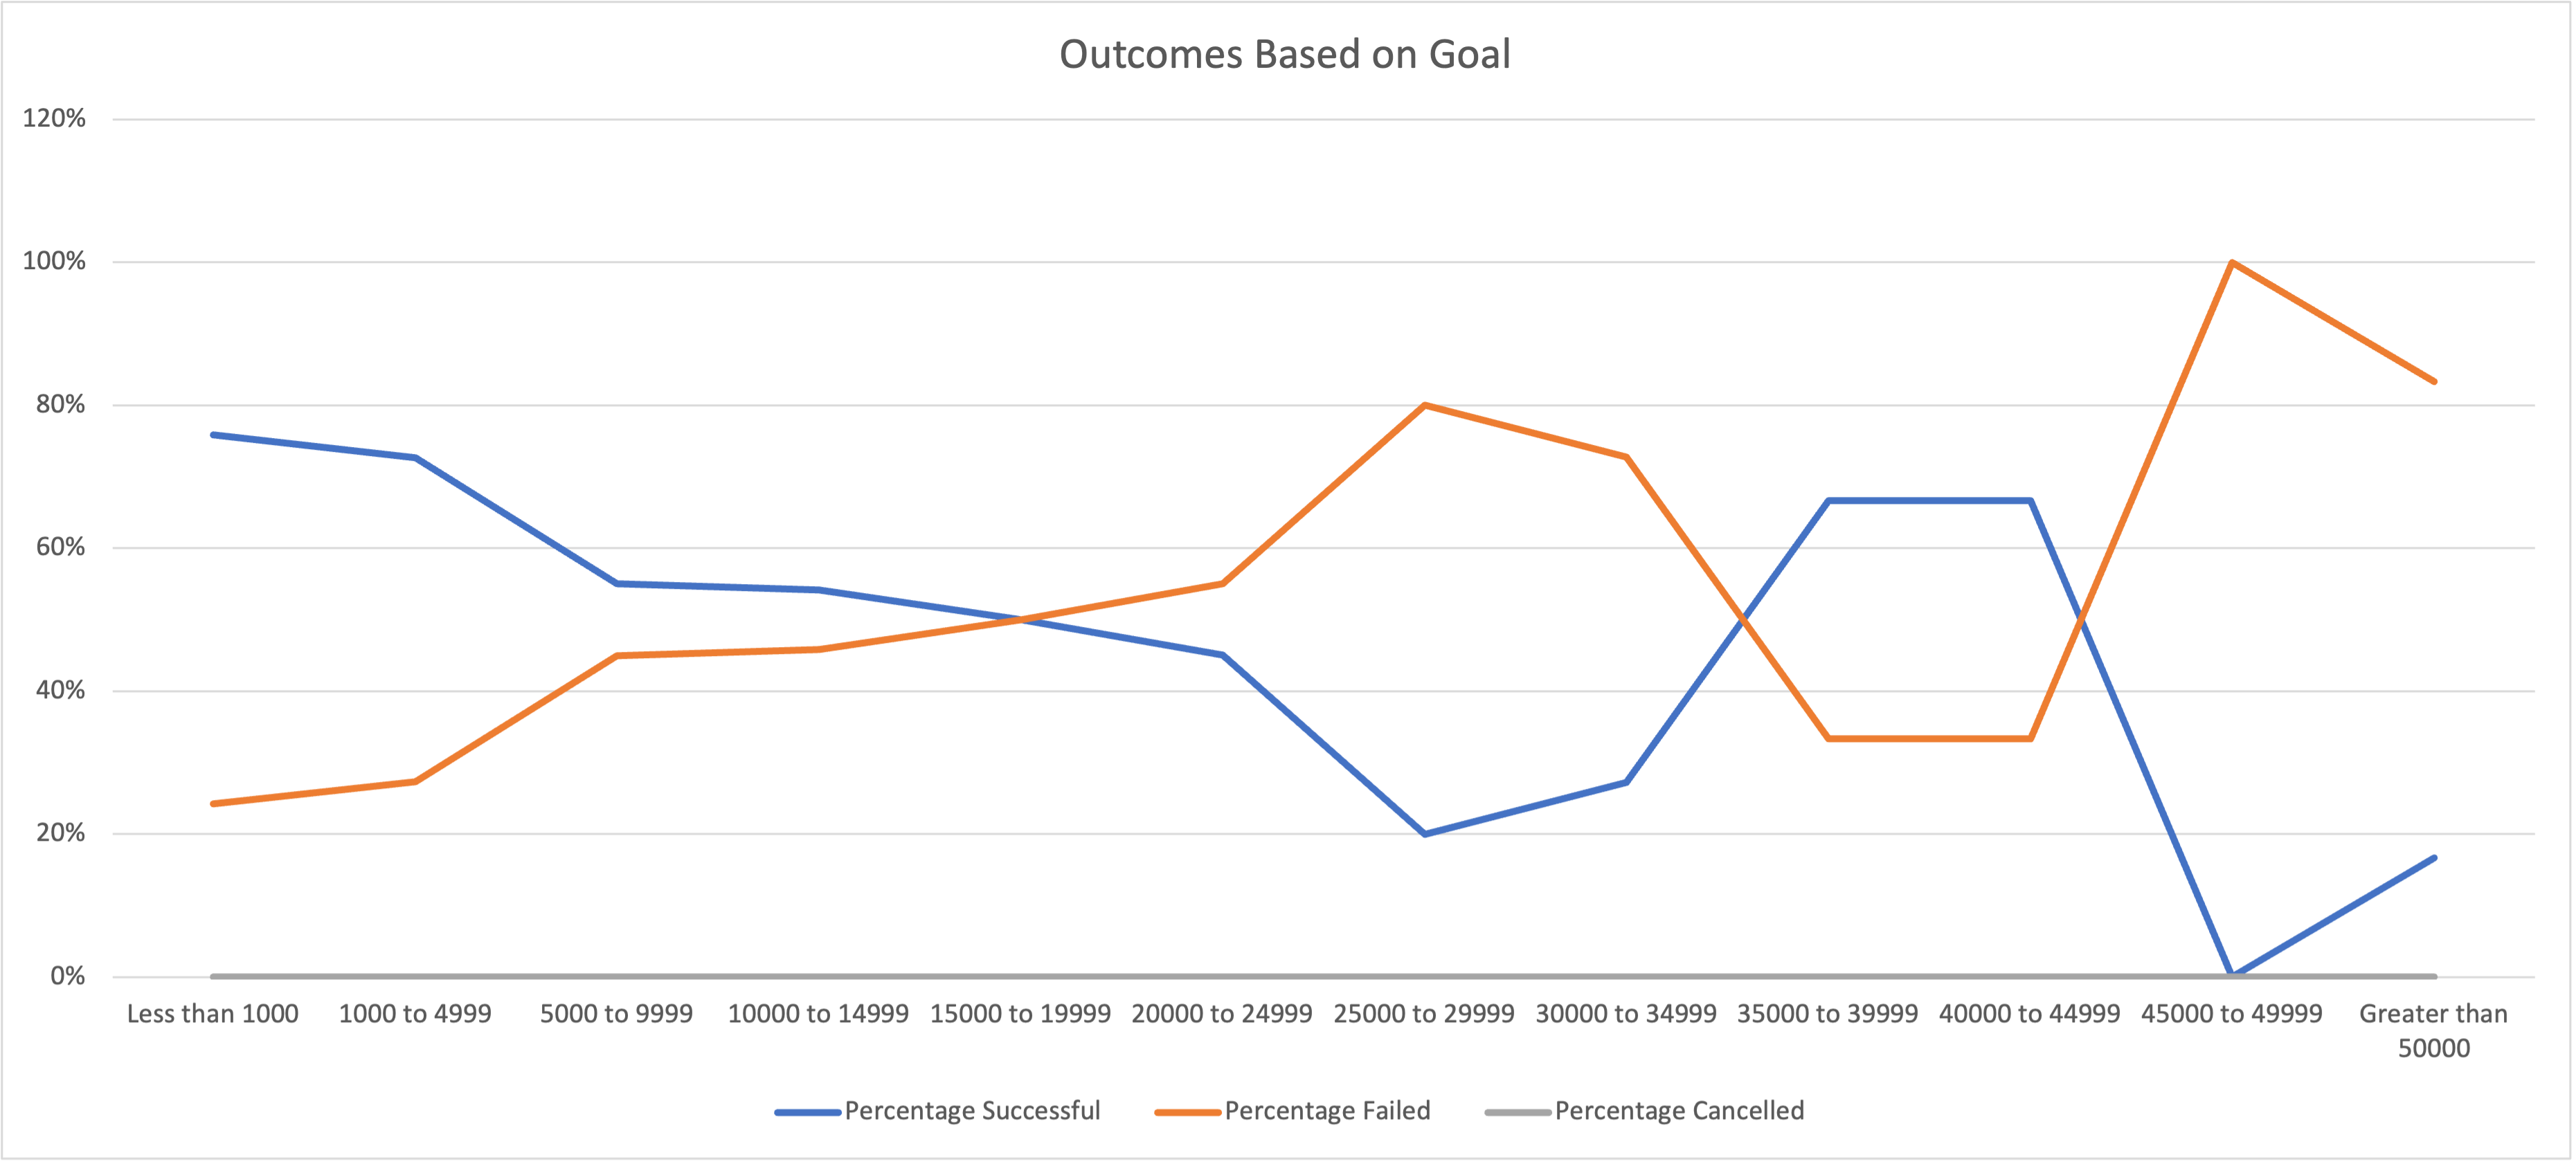 Outcomes Based on Goal
120%
100%
80%
60%
40%
20%
0%
Less than 1000 1000 to 4999 5000 to 9999 10000 to 14999 15000 to 19999 20000 to 24999 25000 to 29999 30000 to 34999 35000 to 39999 40000 to 44999 45000 to 49999 Greater than
50000
Percentage Successful Percentage Failed Percentage Cancelled